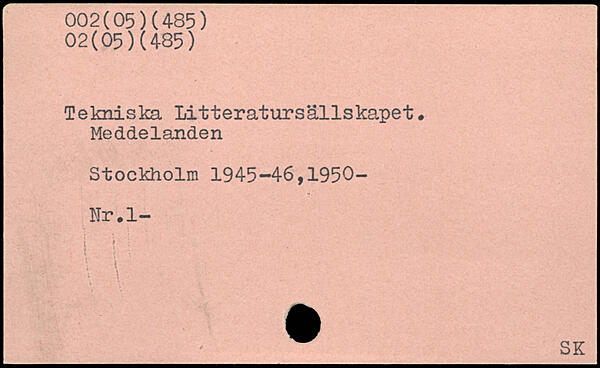 002(05)(485)
02(05)(485)
Tekniska Litteratursällskapet.
Meddelanden
Stockholm 1945-46,1950-
Nr.1-
SK